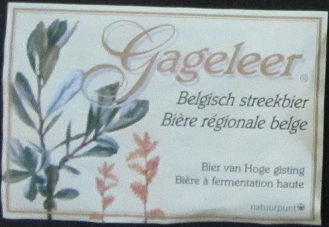 Gageleer®
Belgisch streekbier
Bière régionale belge
Bier van Hoge gisting
Bière à fermentation haute
natuurpunt